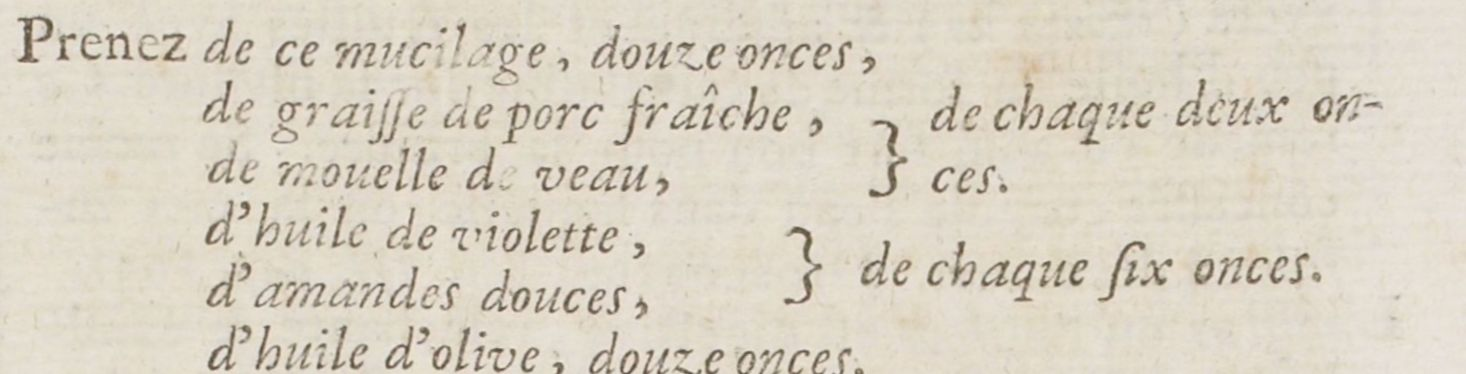 Prenez de ce mucilage, douze onces,
de graiſſe de porc fraîche, } de chaque deux on-
de mouelle de veau, } ces.
d'huile de violette, } de chaque ſix onces.
d'amandes douces,
d'huile d'olive, douze onces.